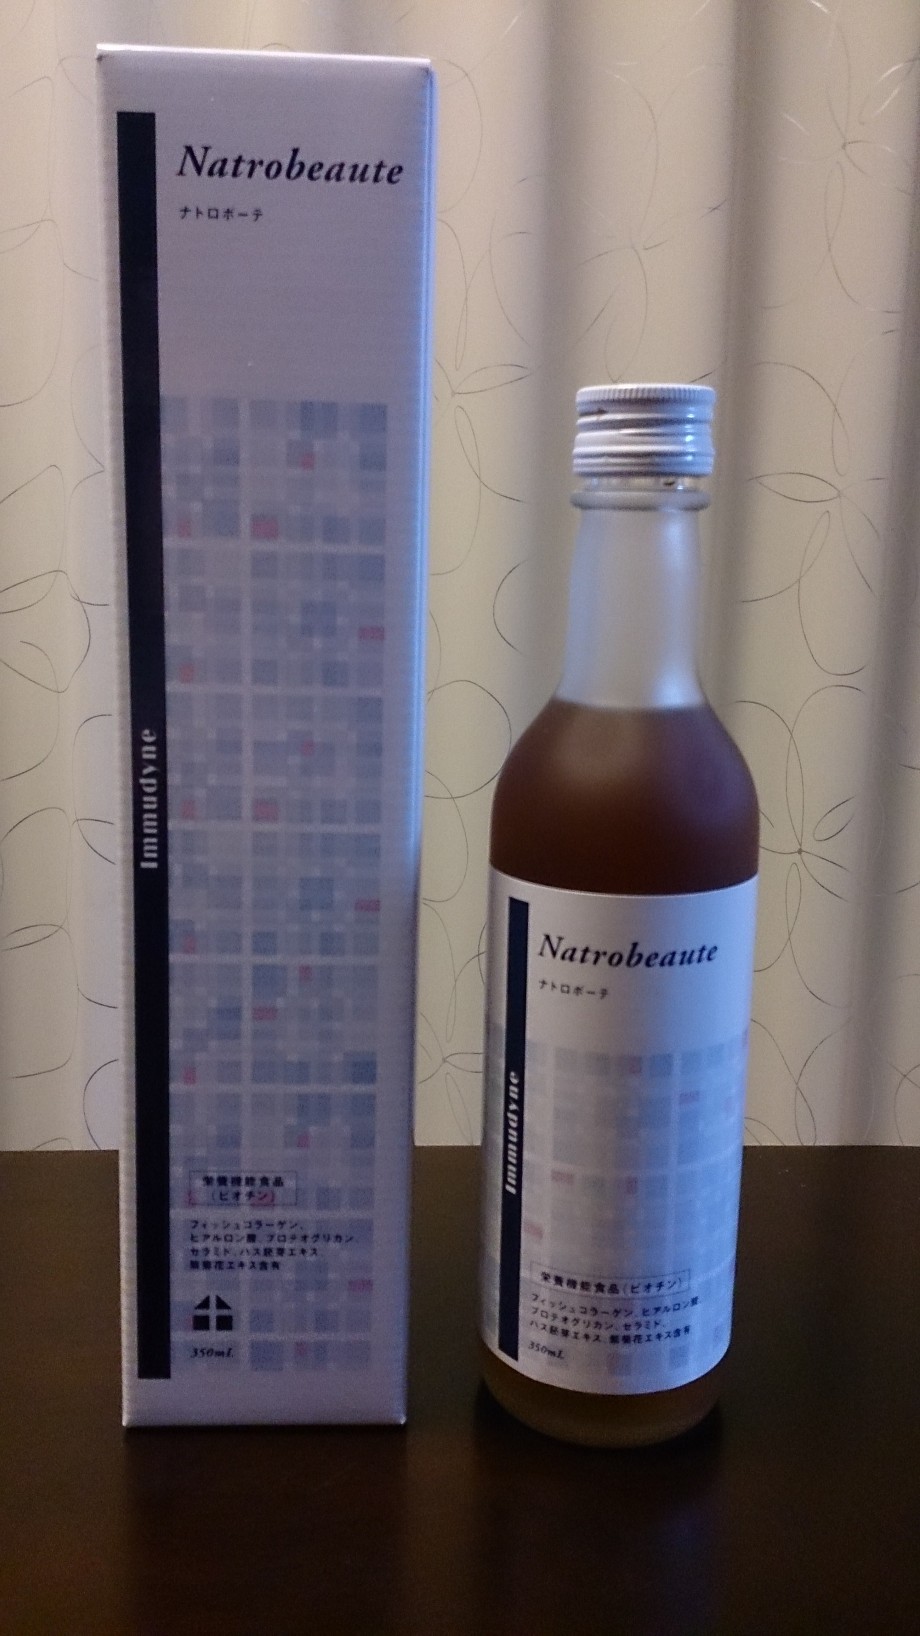 Natrobeaute
ナトロボーテ
Immudyne
栄養機能食品
(ビオチン)
フィッシュコラーゲン、
ヒアルロン酸、プロテオグリカン、
セラミド、ハス胚芽エキス、
姫菊花エキス含有
350mL
Natrobeaute
ナトロボーテ
Immudyne
栄養機能食品(ビオチン)
フィッシュコラーゲン、ヒアルロン酸、
プロテオグリカン、セラミド、
ハス胚芽エキス、姫菊花エキス含有
350mL